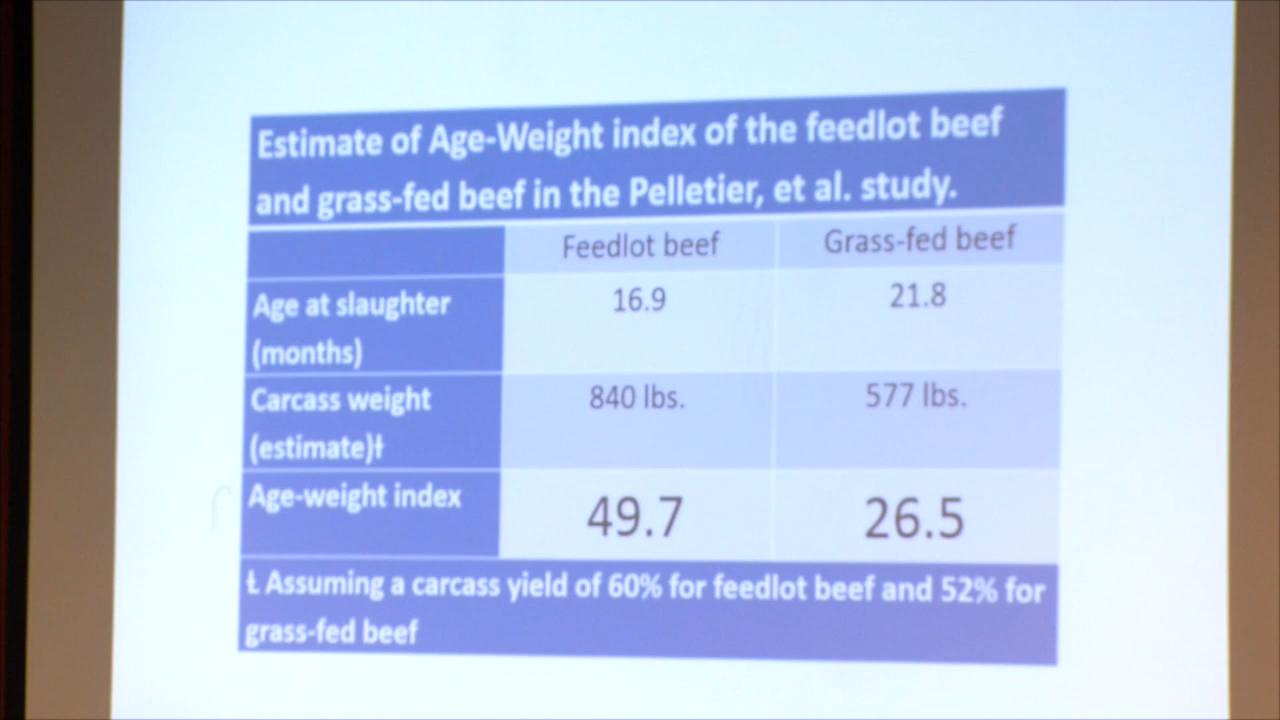 Estimate of Age-Weight index of the feedlot beef
and grass-fed beef in the Pelletier, et al. study.
Feedlot beef
Grass-fed beef
Age at slaughter
(months)
16.9
21.8
Carcass weight
(estimate)ƚ
840 lbs.
577 lbs.
Age-weight index
49.7
26.5
ƚ Assuming a carcass yield of 60% for feedlot beef and 52% for
grass-fed beef